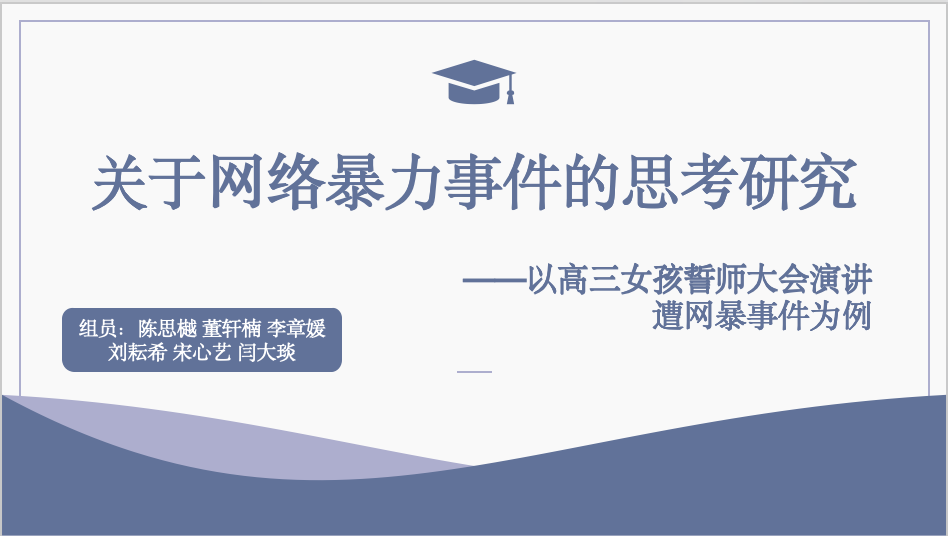 关于网络暴力事件的思考研究
——以高三女孩誓师大会演讲
遭网暴事件为例
组员：陈思樾 董轩楠 李章媛
刘耘希 宋心艺 闫大琰